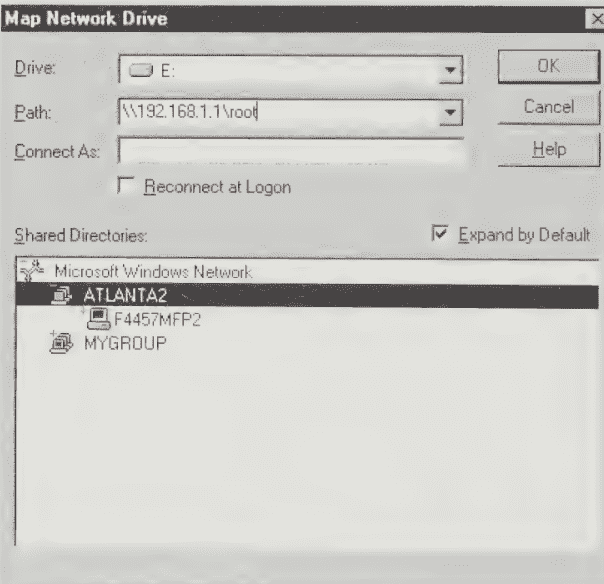 Map Network Drive
Drive: E: OK
Path: \\192.168.1.1\root Cancel
Connect As: Help
Reconnect at Logon
Shared Directories: Expand by Default
Microsoft Windows Network
ATLANTA2
F4457MFP2
MYGROUP